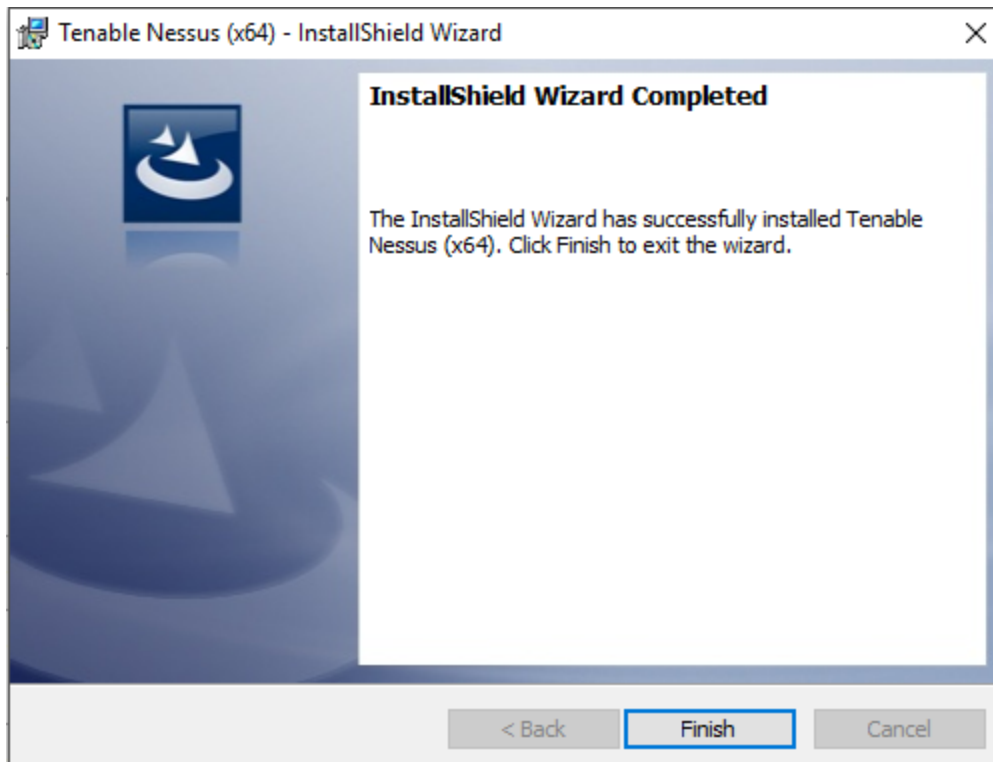 Tenable Nessus (x64) - InstallShield Wizard
InstallShield Wizard Completed
The InstallShield Wizard has successfully installed Tenable
Nessus (x64). Click Finish to exit the wizard.
< Back
Finish
Cancel